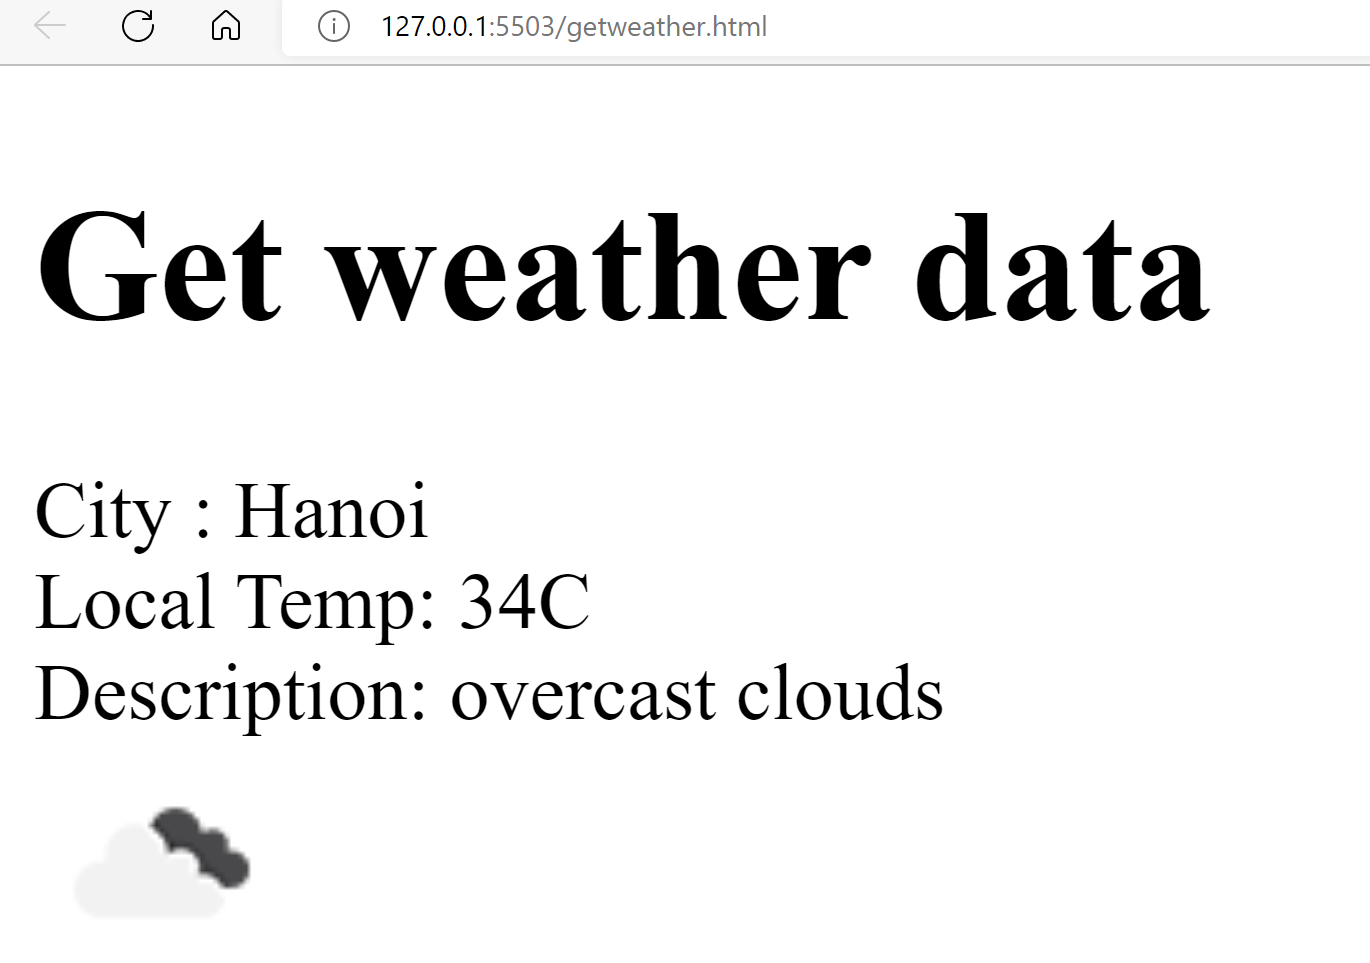 127.0.0.1:5503/getweather.html
Get weather data
City : Hanoi
Local Temp: 34C
Description: overcast clouds